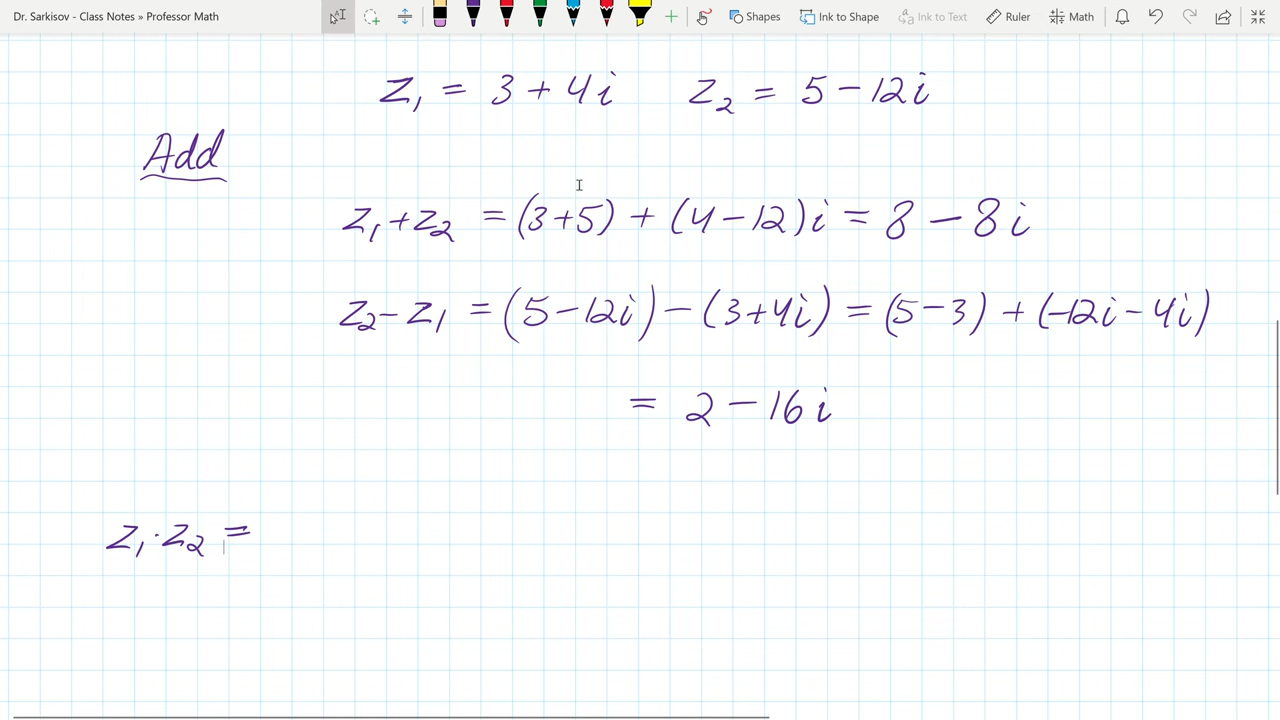 Dr. Sarkisov - Class Notes » Professor Math
Shapes
Ink to Shape
Ink to Text
Ruler
Math
z₁ = 3 + 4i z₂ = 5 − 12i
Add
z₁ + z₂ = (3+5) + (4 − 12)i = 8 − 8i
z₂ − z₁ = (5 − 12i) − (3+4i) = (5 − 3) + (−12i − 4i)
= 2 − 16i
z₁ · z₂ =